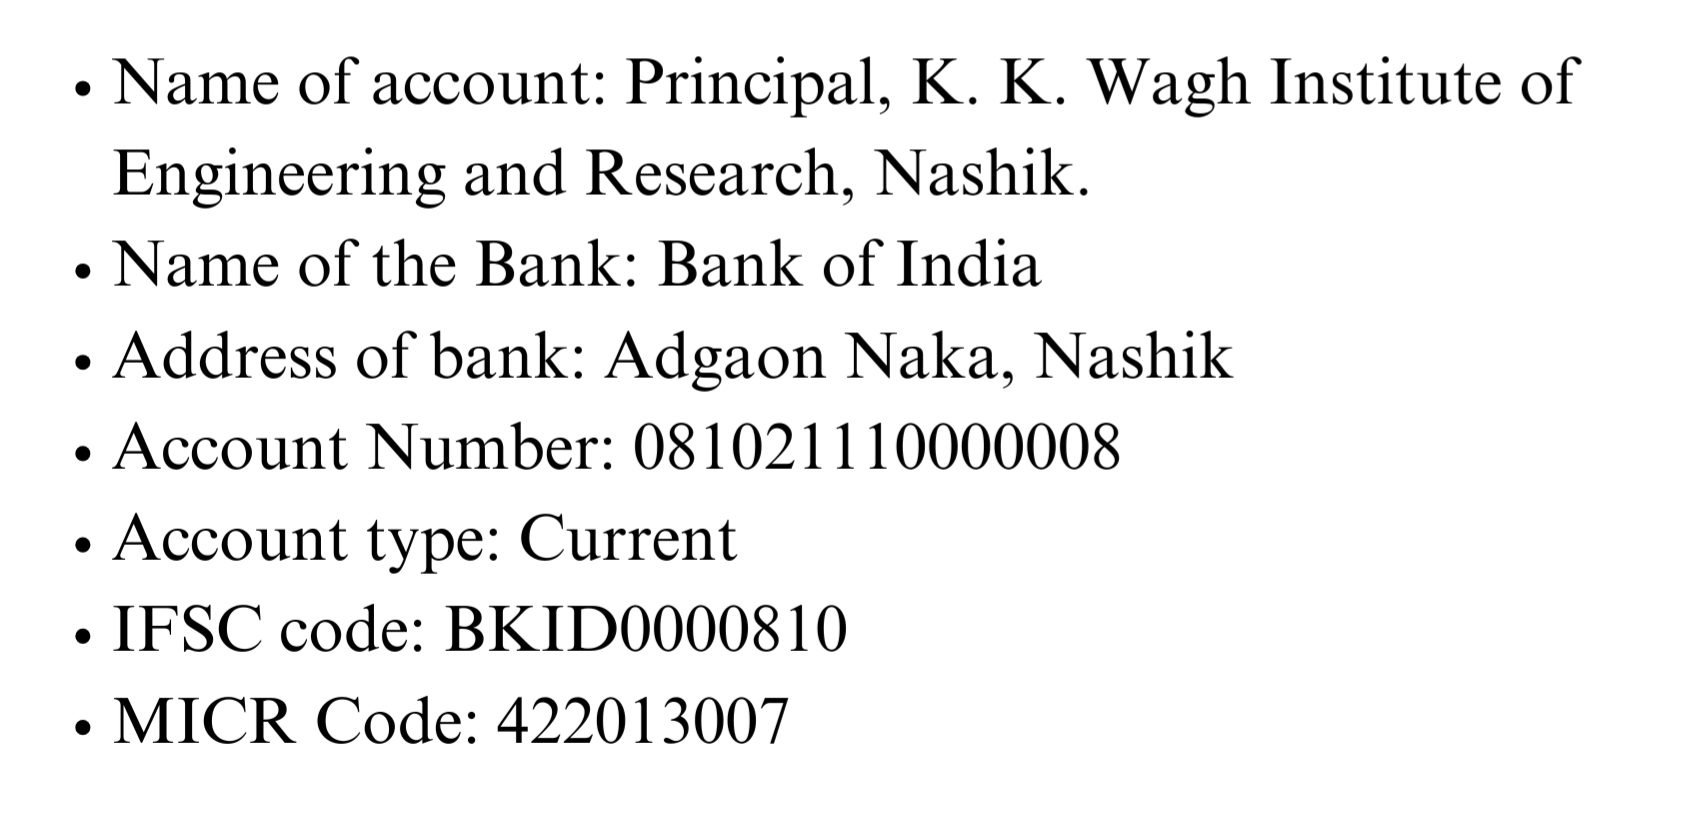 • Name of account: Principal, K. K. Wagh Institute of
Engineering and Research, Nashik.
• Name of the Bank: Bank of India
• Address of bank: Adgaon Naka, Nashik
• Account Number: 081021110000008
• Account type: Current
• IFSC code: BKID0000810
• MICR Code: 422013007